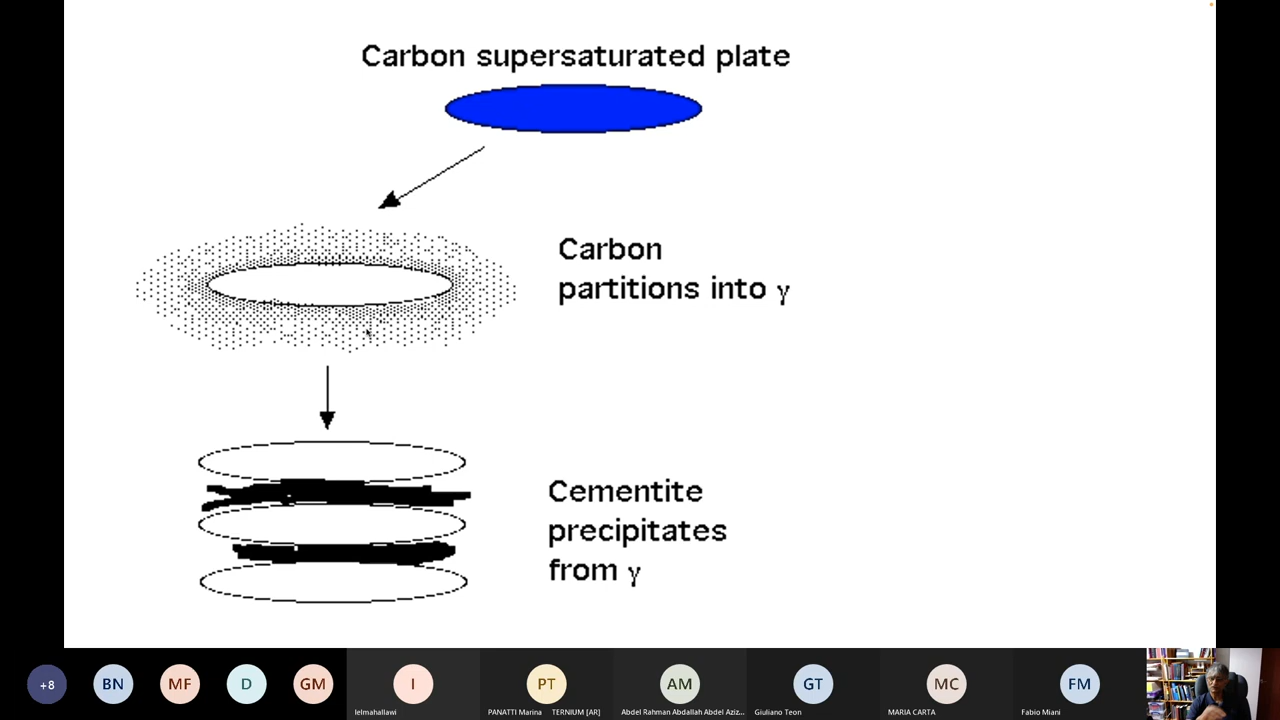 Carbon supersaturated plate
Carbon
partitions into γ
Cementite
precipitates
from γ
+8
BN
MF
D
GM
I
PT
AM
GT
MC
FM
lelmahallawi
PANATTI Marina TERNIUM [AR]
Abdel Rahman Abdallah Abdel Aziz...
Giuliano Teon
MARIA CARTA
Fabio Miani